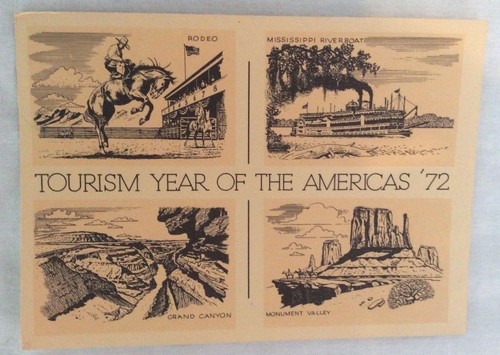 RODEO
MISSISSIPPI RIVERBOAT
TOURISM YEAR OF THE AMERICAS '72
GRAND CANYON
MONUMENT VALLEY